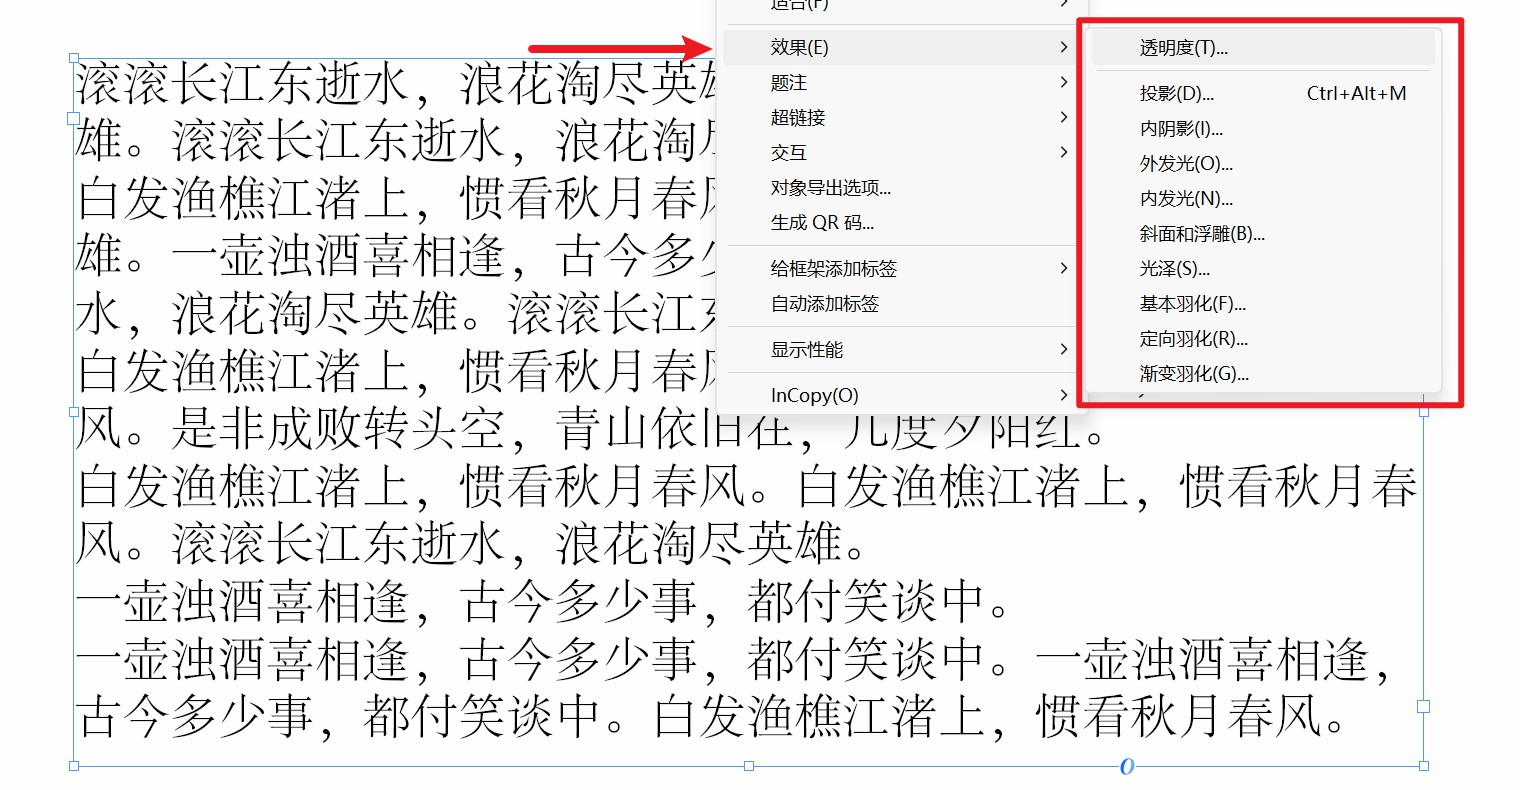 适合(F)
效果(E)
题注
超链接
交互
对象导出选项...
生成 QR 码...
给框架添加标签
自动添加标签
显示性能
InCopy(O)
透明度(T)...
投影(D)... Ctrl+Alt+M
内阴影(I)...
外发光(O)...
内发光(N)...
斜面和浮雕(B)...
光泽(S)...
基本羽化(F)...
定向羽化(R)...
渐变羽化(G)...
滚滚长江东逝水，浪花淘尽英雄
雄。滚滚长江东逝水，浪花淘尽
白发渔樵江渚上，惯看秋月春风
雄。一壶浊酒喜相逢，古今多少
水，浪花淘尽英雄。滚滚长江东
白发渔樵江渚上，惯看秋月春风
风。是非成败转头空，青山依旧在，几度夕阳红。
白发渔樵江渚上，惯看秋月春风。白发渔樵江渚上，惯看秋月春
风。滚滚长江东逝水，浪花淘尽英雄。
一壶浊酒喜相逢，古今多少事，都付笑谈中。
一壶浊酒喜相逢，古今多少事，都付笑谈中。一壶浊酒喜相逢，
古今多少事，都付笑谈中。白发渔樵江渚上，惯看秋月春风。